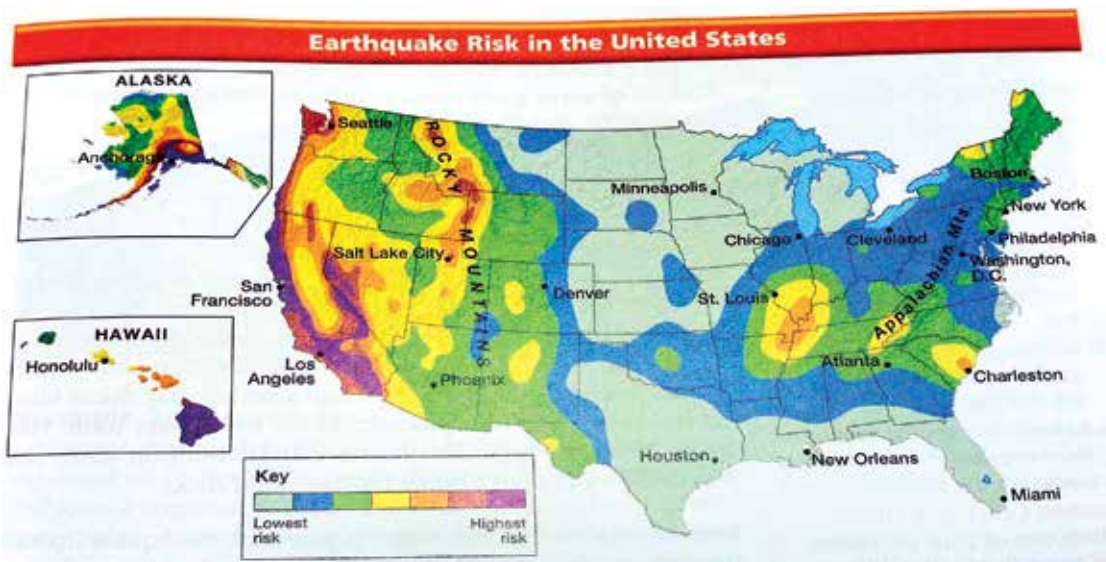 Earthquake Risk in the United States
ALASKA
Anchorage
HAWAII
Honolulu
Seattle
ROCKY MOUNTAINS
Minneapolis
Boston
New York
Chicago
Cleveland
Philadelphia
Washington,
D.C.
Appalachian Mts.
Salt Lake City
San
Francisco
Denver
St. Louis
Los
Angeles
Phoenix
Atlanta
Charleston
Houston
New Orleans
Miami
Key
Lowest
risk
Highest
risk